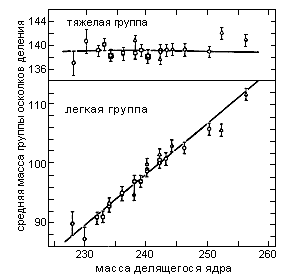 144
тяжелая группа
140
136
110
легкая группа
100
90
средняя масса группы осколков деления
230 240 250 260
масса делящегося ядра